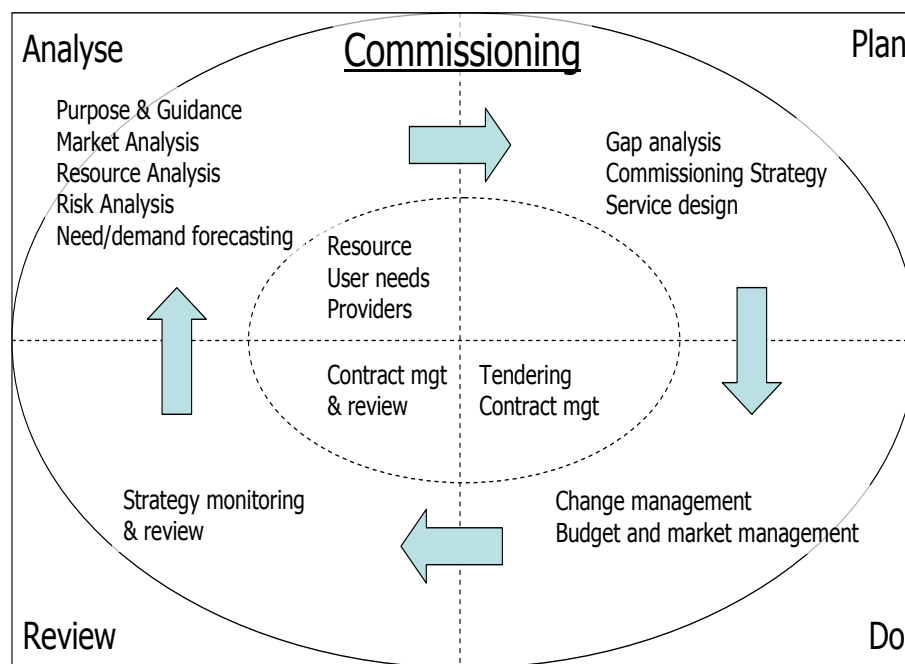 Analyse
Commissioning
Plan
Purpose & Guidance
Market Analysis
Resource Analysis
Risk Analysis
Need/demand forecasting
Gap analysis
Commissioning Strategy
Service design
Resource
User needs
Providers
Contract mgt
& review
Tendering
Contract mgt
Strategy monitoring
& review
Change management
Budget and market management
Review
Do